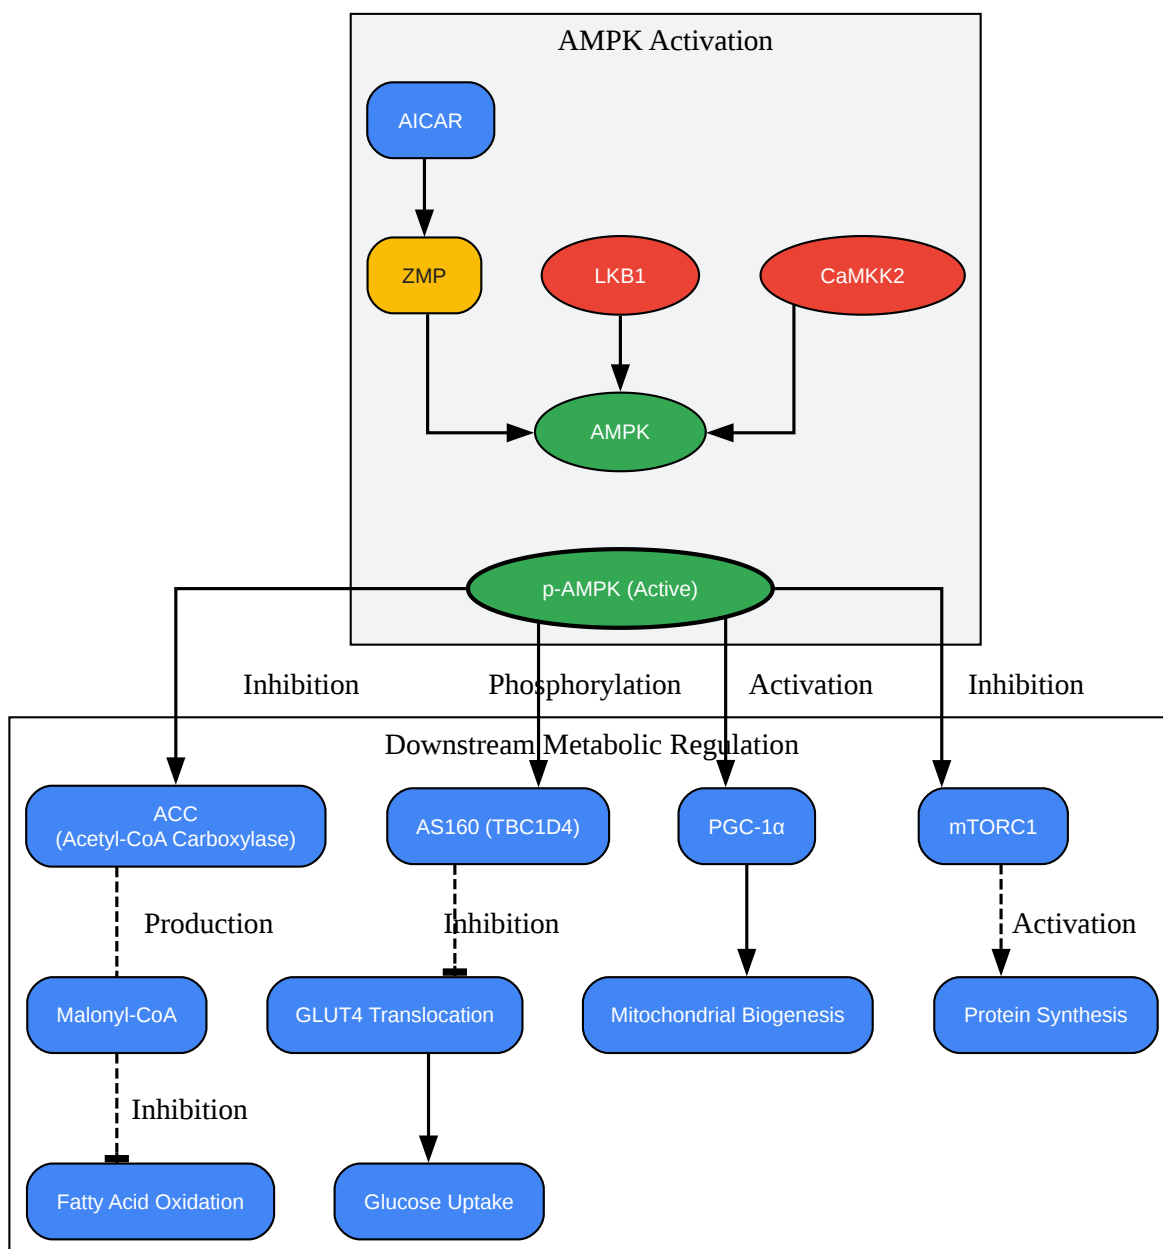 AMPK Activation
AICAR
ZMP
LKB1
CaMKK2
AMPK
p-AMPK (Active)
Inhibition
Phosphorylation
Activation
Inhibition
Downstream Metabolic Regulation
ACC
(Acetyl-CoA Carboxylase)
AS160 (TBC1D4)
PGC-1α
mTORC1
Production
Inhibition
Activation
Malonyl-CoA
GLUT4 Translocation
Mitochondrial Biogenesis
Protein Synthesis
Inhibition
Fatty Acid Oxidation
Glucose Uptake